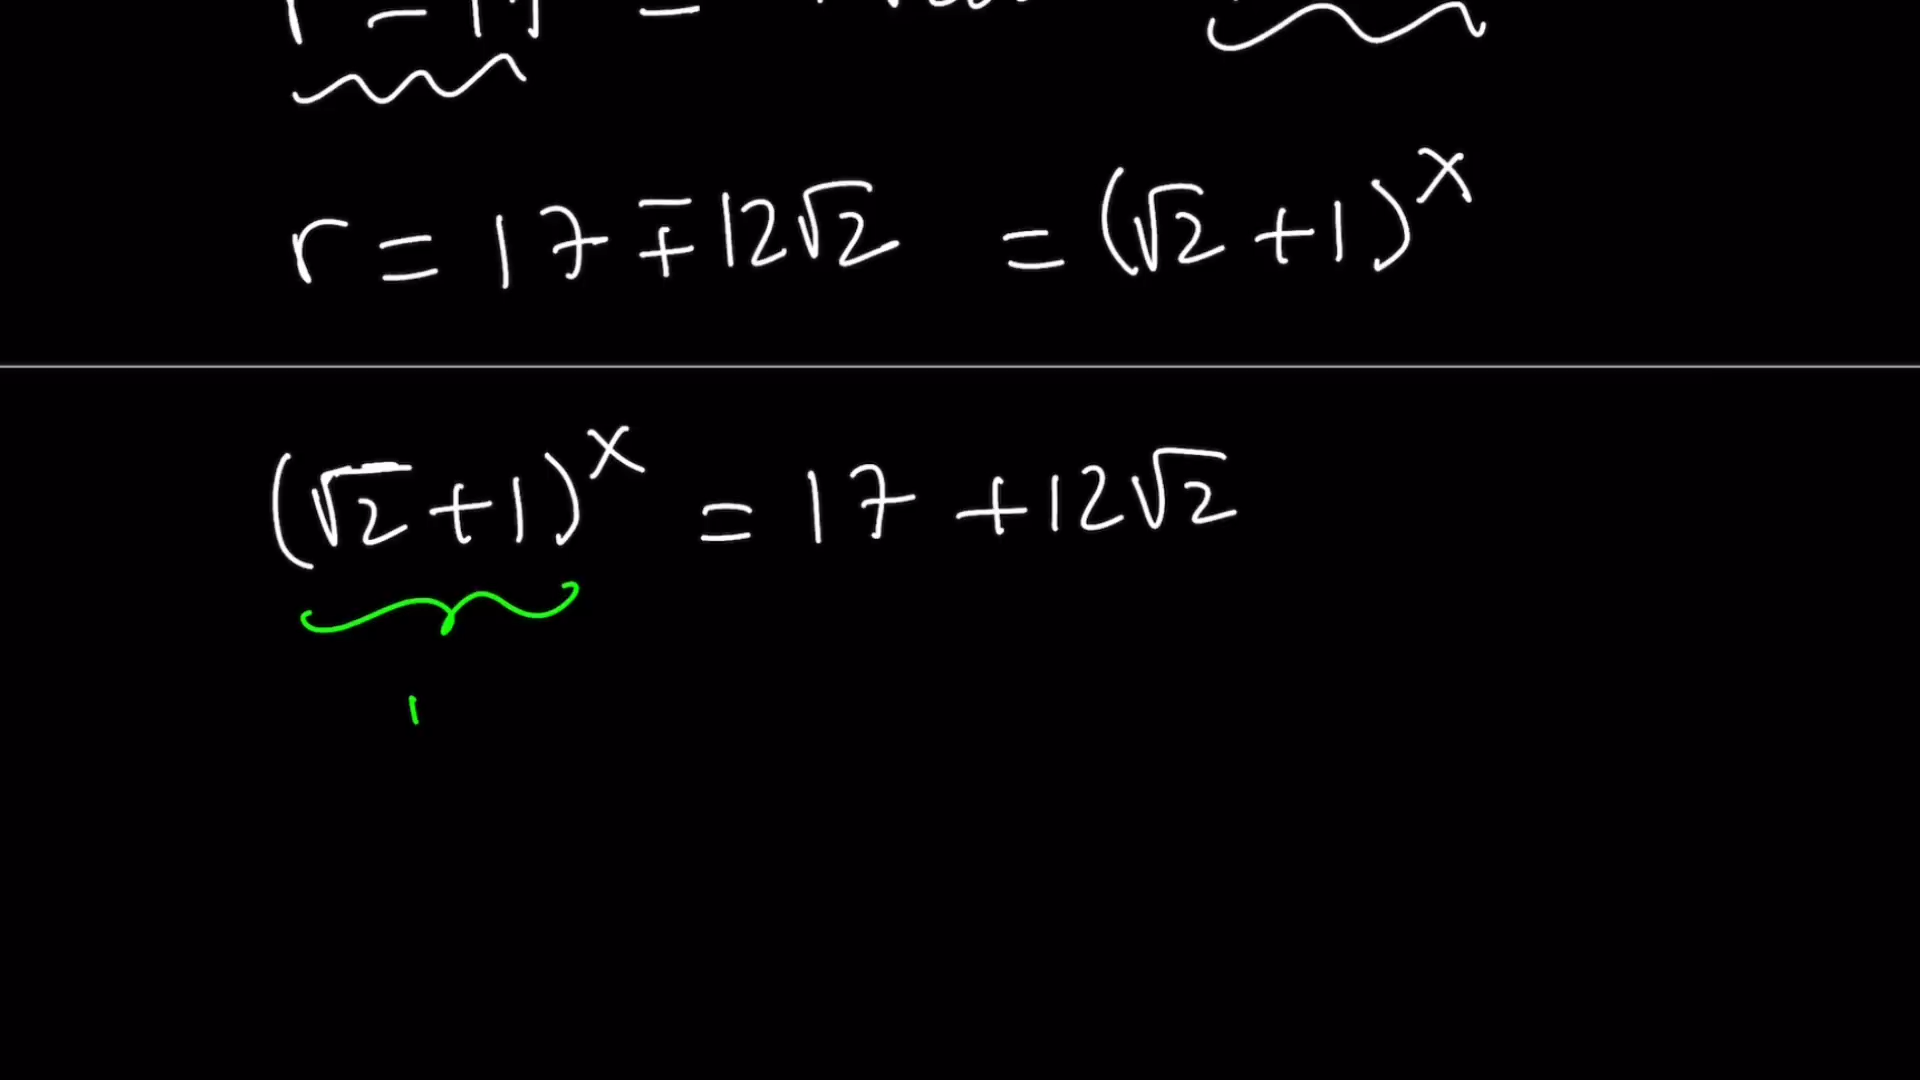 r = 17 ∓ 12√2 = (√2 + 1)^x
(√2 + 1)^x = 17 + 12√2